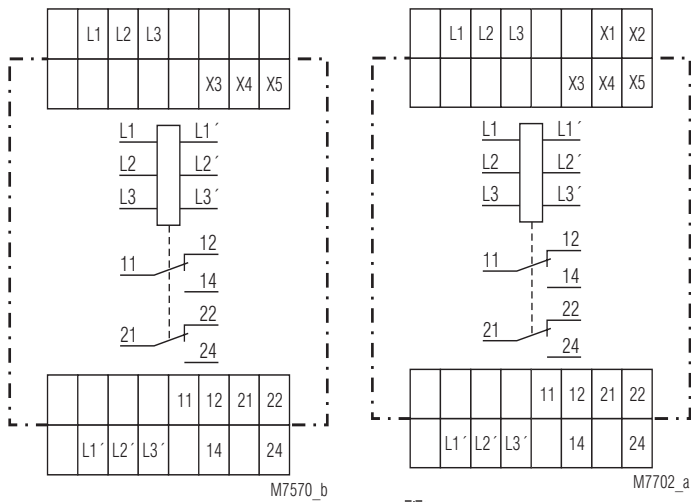 L1 L2 L3
X3 X4 X5
L1 L1´
L2 L2´
L3 L3´
12
11
14
22
21
24
11 12 21 22
L1´ L2´ L3´ 14 24
M7570_b
L1 L2 L3 X1 X2
X3 X4 X5
L1 L1´
L2 L2´
L3 L3´
12
11
14
22
21
24
11 12 21 22
L1´ L2´ L3´ 14 24
M7702_a